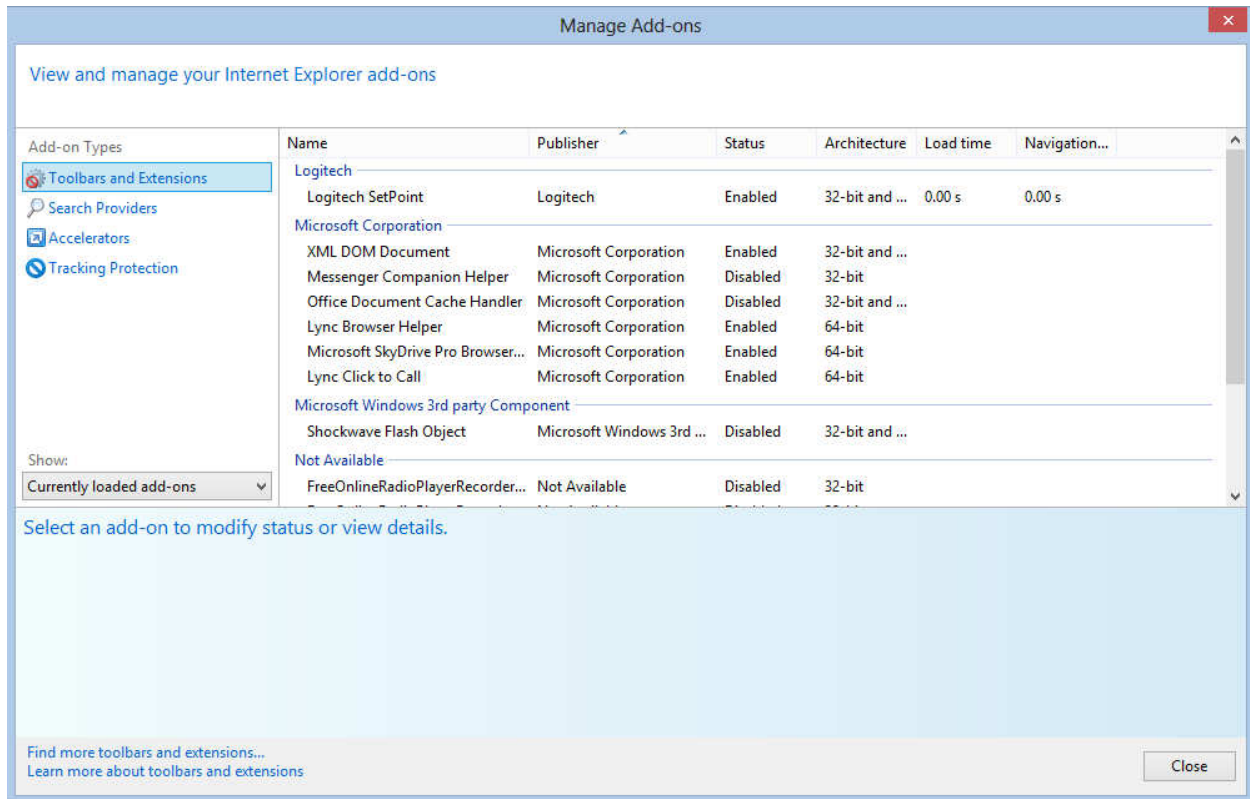 Manage Add-ons
View and manage your Internet Explorer add-ons
Add-on Types
Toolbars and Extensions
Search Providers
Accelerators
Tracking Protection
Show:
Currently loaded add-ons
Name Publisher Status Architecture Load time Navigation...
Logitech
Logitech SetPoint Logitech Enabled 32-bit and ... 0.00 s 0.00 s
Microsoft Corporation
XML DOM Document Microsoft Corporation Enabled 32-bit and ...
Messenger Companion Helper Microsoft Corporation Disabled 32-bit
Office Document Cache Handler Microsoft Corporation Disabled 32-bit and ...
Lync Browser Helper Microsoft Corporation Enabled 64-bit
Microsoft SkyDrive Pro Browser... Microsoft Corporation Enabled 64-bit
Lync Click to Call Microsoft Corporation Enabled 64-bit
Microsoft Windows 3rd party Component
Shockwave Flash Object Microsoft Windows 3rd ... Disabled 32-bit and ...
Not Available
FreeOnlineRadioPlayerRecorder... Not Available Disabled 32-bit
Select an add-on to modify status or view details.
Find more toolbars and extensions...
Learn more about toolbars and extensions
Close